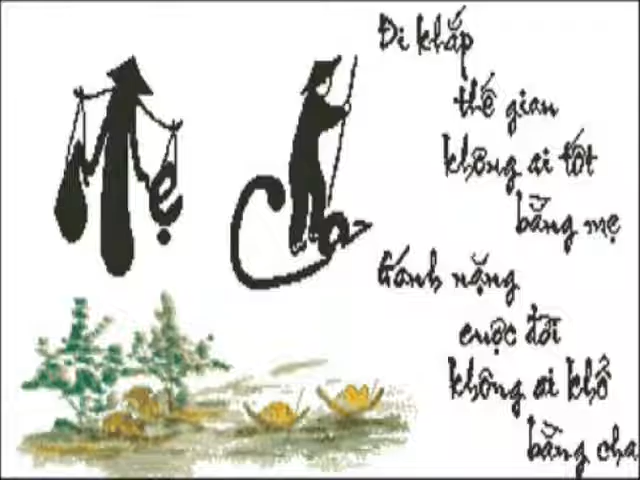 Mẹ Cha
Đi khắp
thế gian
không ai tốt
bằng mẹ
Gánh nặng
cuộc đời
không ai khổ
bằng cha